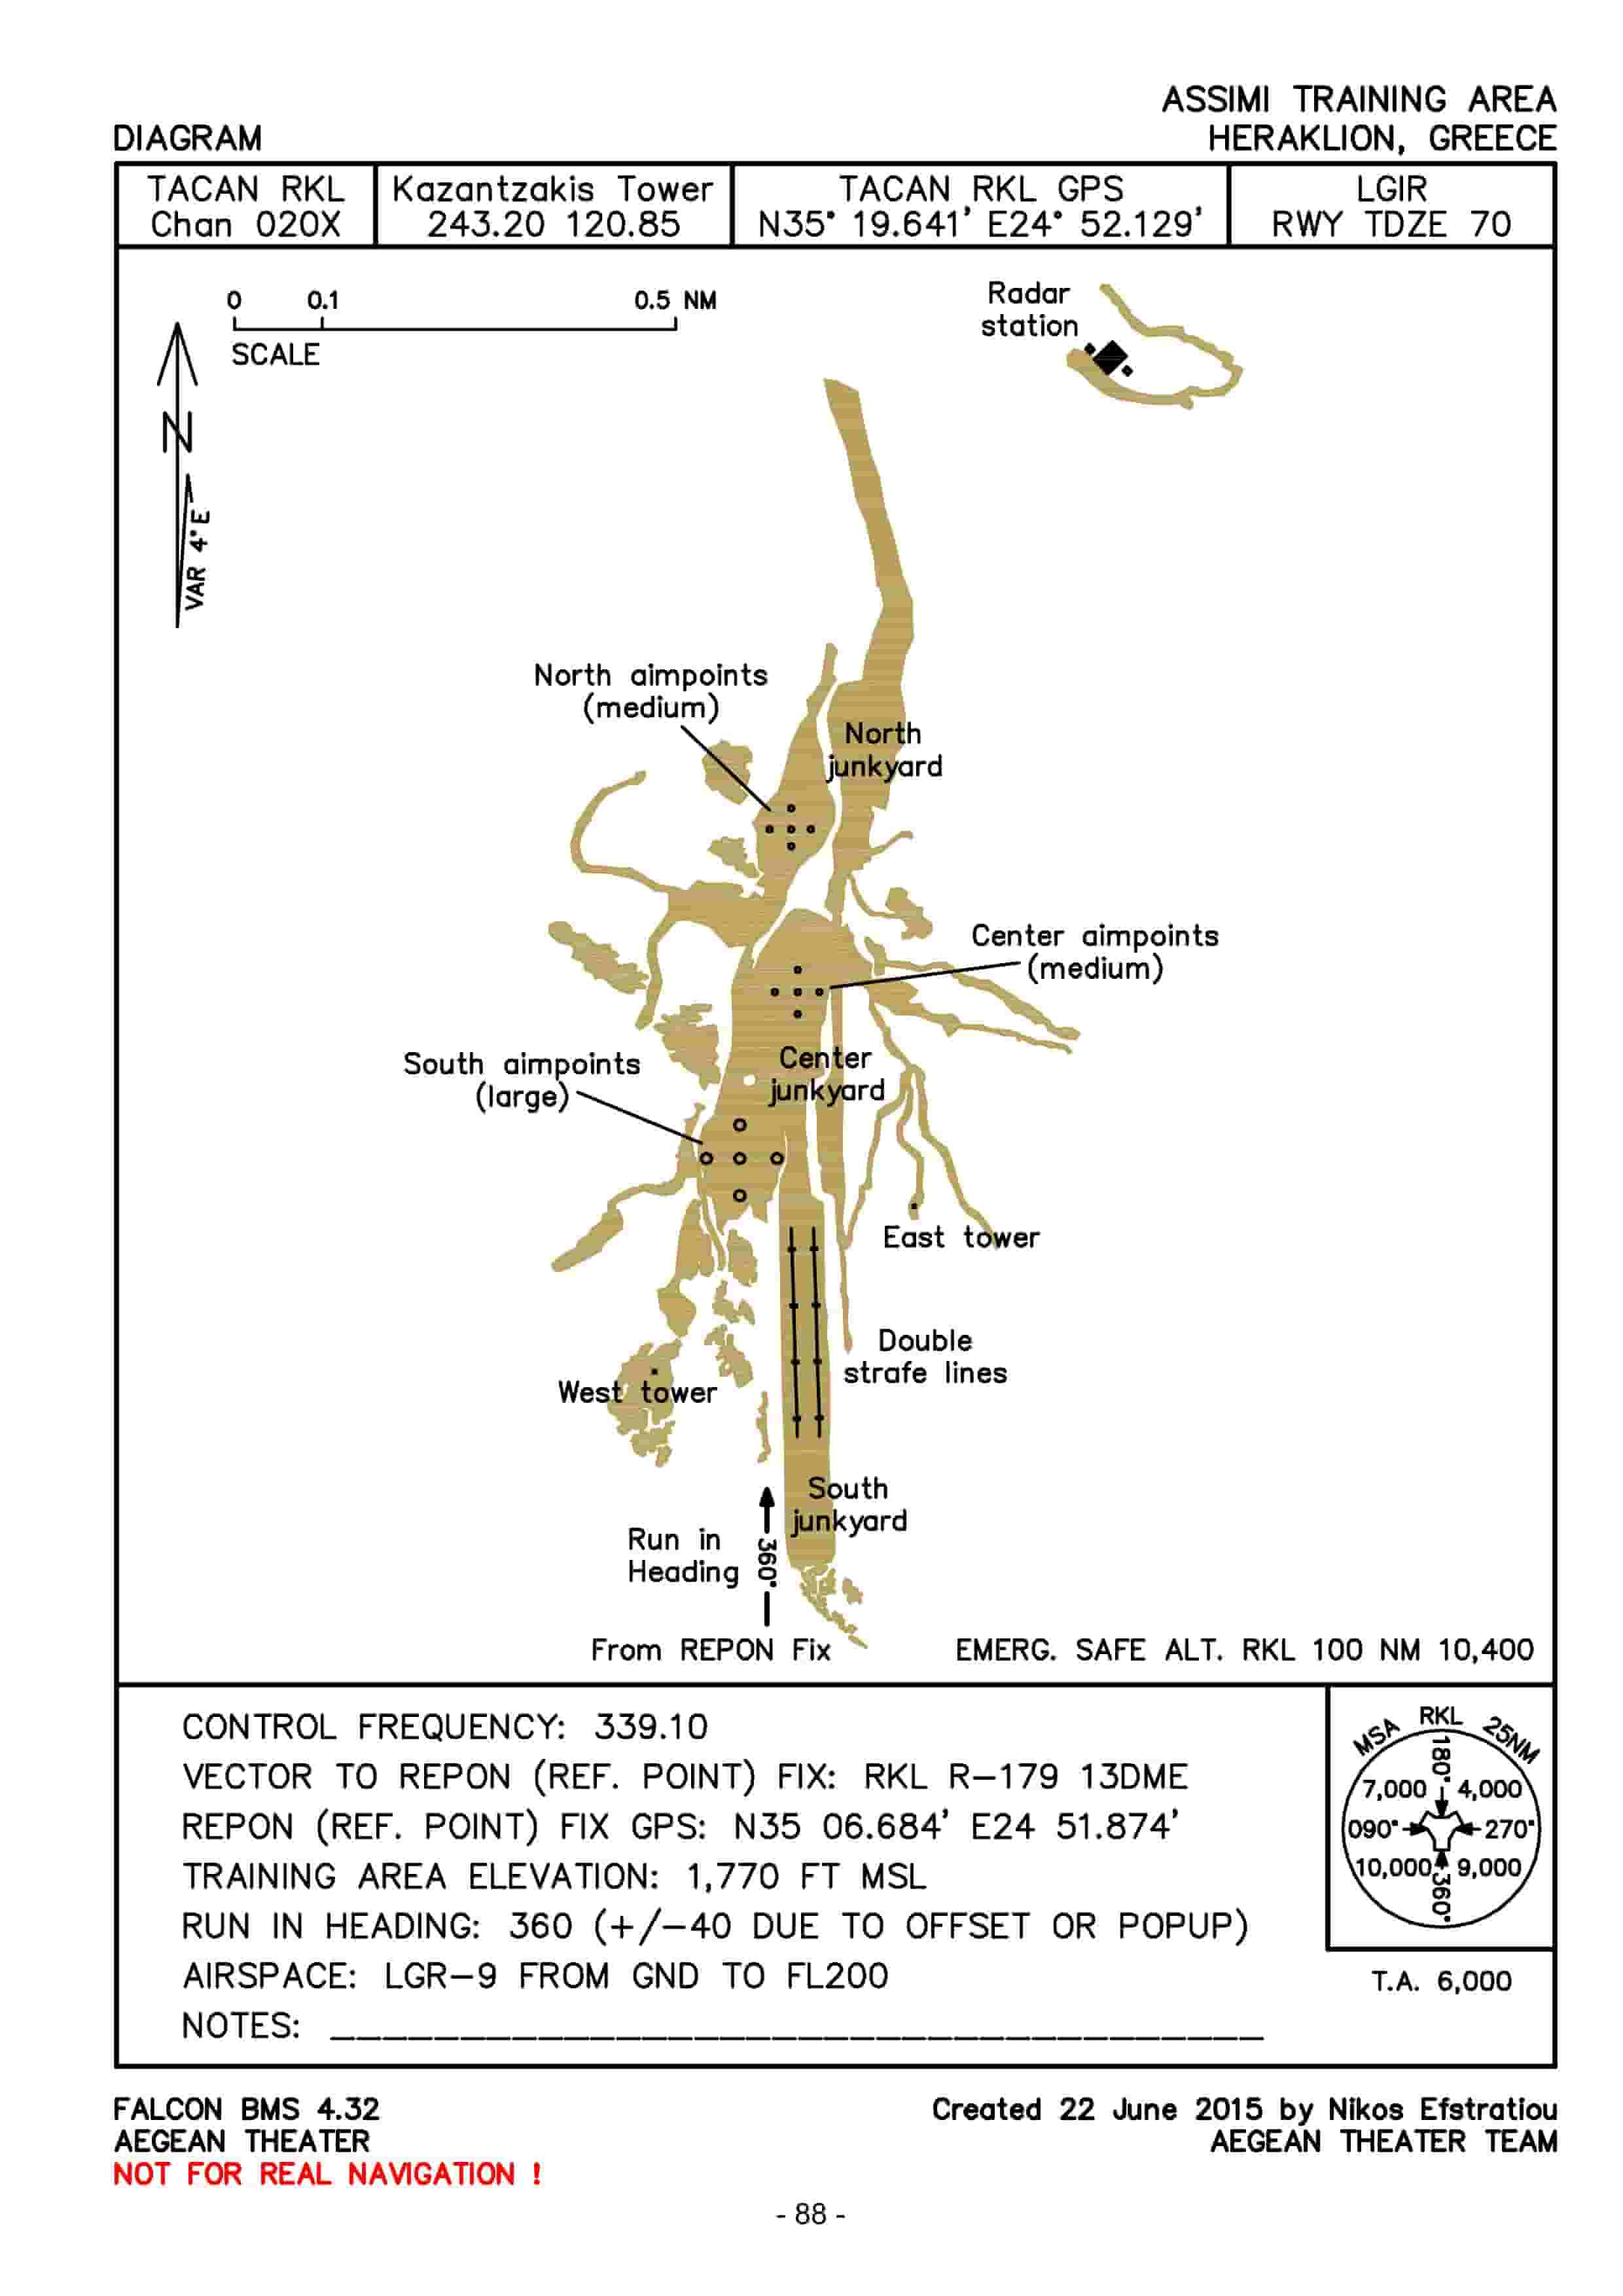 ASSIMI TRAINING AREA
DIAGRAM
HERAKLION, GREECE
TACAN RKL
Chan 020X
Kazantzakis Tower
243.20 120.85
TACAN RKL GPS
N35° 19.641' E24° 52.129'
LGIR
RWY TDZE 70
0 0.1 0.5 NM
SCALE
N
VAR 4°E
Radar
station
North aimpoints
(medium)
North
junkyard
Center aimpoints
(medium)
South aimpoints
(large)
Center
junkyard
East tower
Double
strafe lines
West tower
South
junkyard
Run in
Heading
360°
From REPON Fix
EMERG. SAFE ALT. RKL 100 NM 10,400
CONTROL FREQUENCY: 339.10
VECTOR TO REPON (REF. POINT) FIX: RKL R-179 13DME
REPON (REF. POINT) FIX GPS: N35 06.684' E24 51.874'
TRAINING AREA ELEVATION: 1,770 FT MSL
RUN IN HEADING: 360 (+/-40 DUE TO OFFSET OR POPUP)
AIRSPACE: LGR-9 FROM GND TO FL200
NOTES: ____________________________________
MSA RKL 25NM
180°
7,000 4,000
090° 270°
10,000 9,000
360°
T.A. 6,000
FALCON BMS 4.32
AEGEAN THEATER
NOT FOR REAL NAVIGATION !
Created 22 June 2015 by Nikos Efstratiou
AEGEAN THEATER TEAM
- 88 -